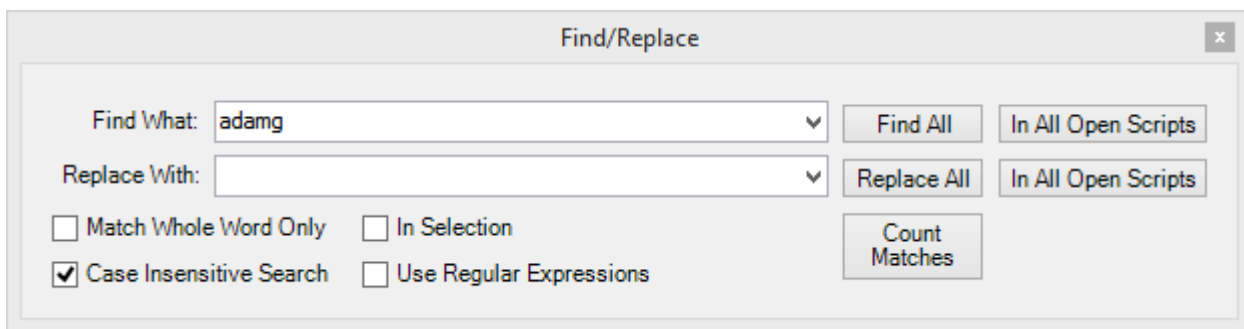 Find/Replace
x
Find What: adamg Find All In All Open Scripts
Replace With: Replace All In All Open Scripts
Match Whole Word Only In Selection Count
Matches
Case Insensitive Search Use Regular Expressions